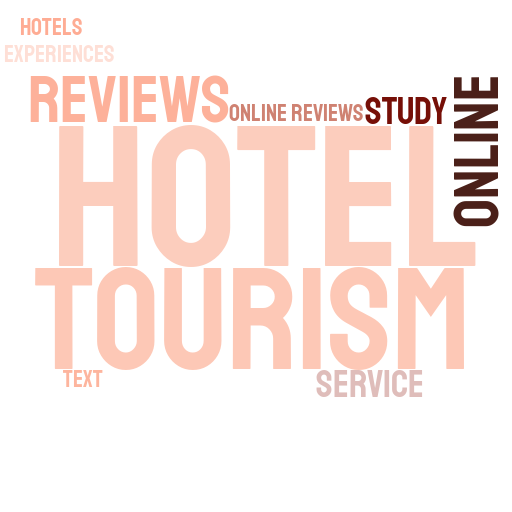 HOTELS
EXPERIENCES
REVIEWS
ONLINE REVIEWS
STUDY
ONLINE
HOTEL
TOURISM
TEXT
SERVICE